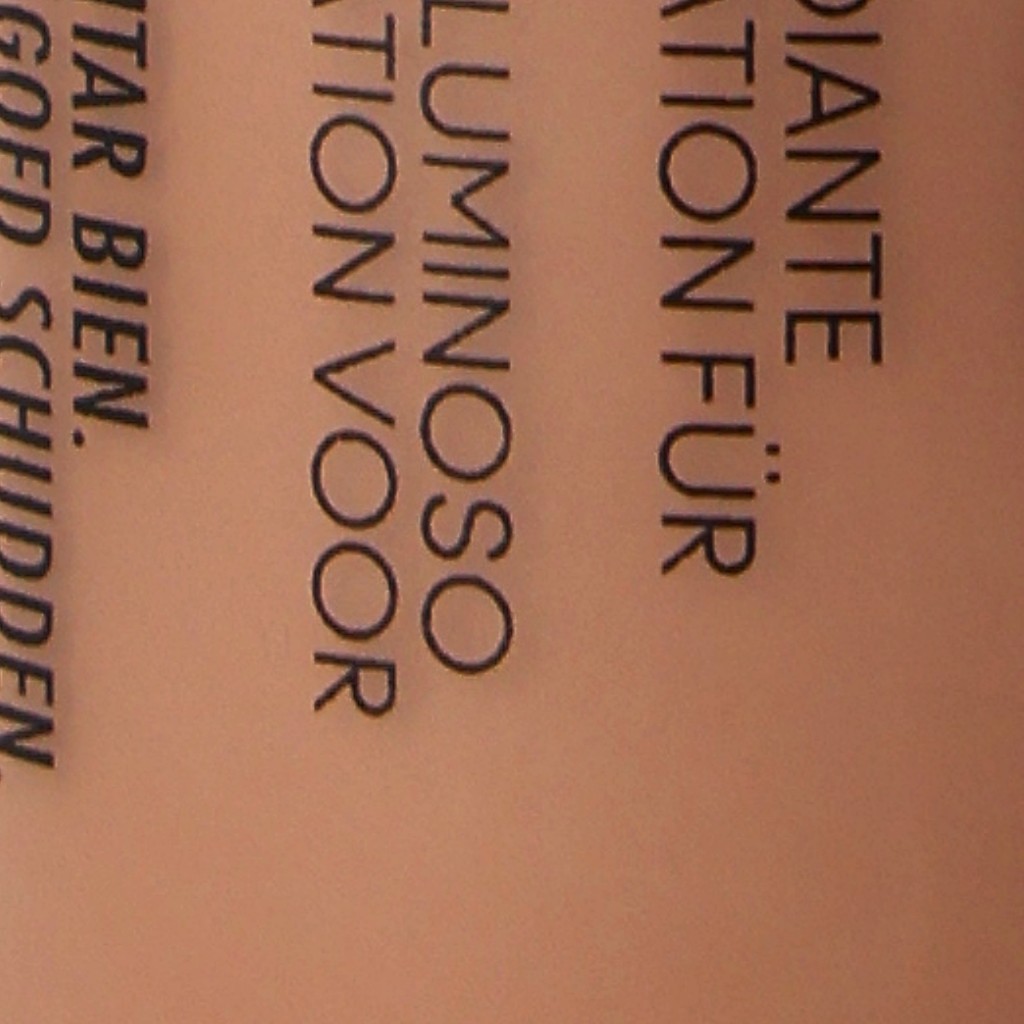 DIANTE
ATION FÜR
LUMINOSO
ATION VOOR
TAR BIEN.
GOED SCHUDDEN.